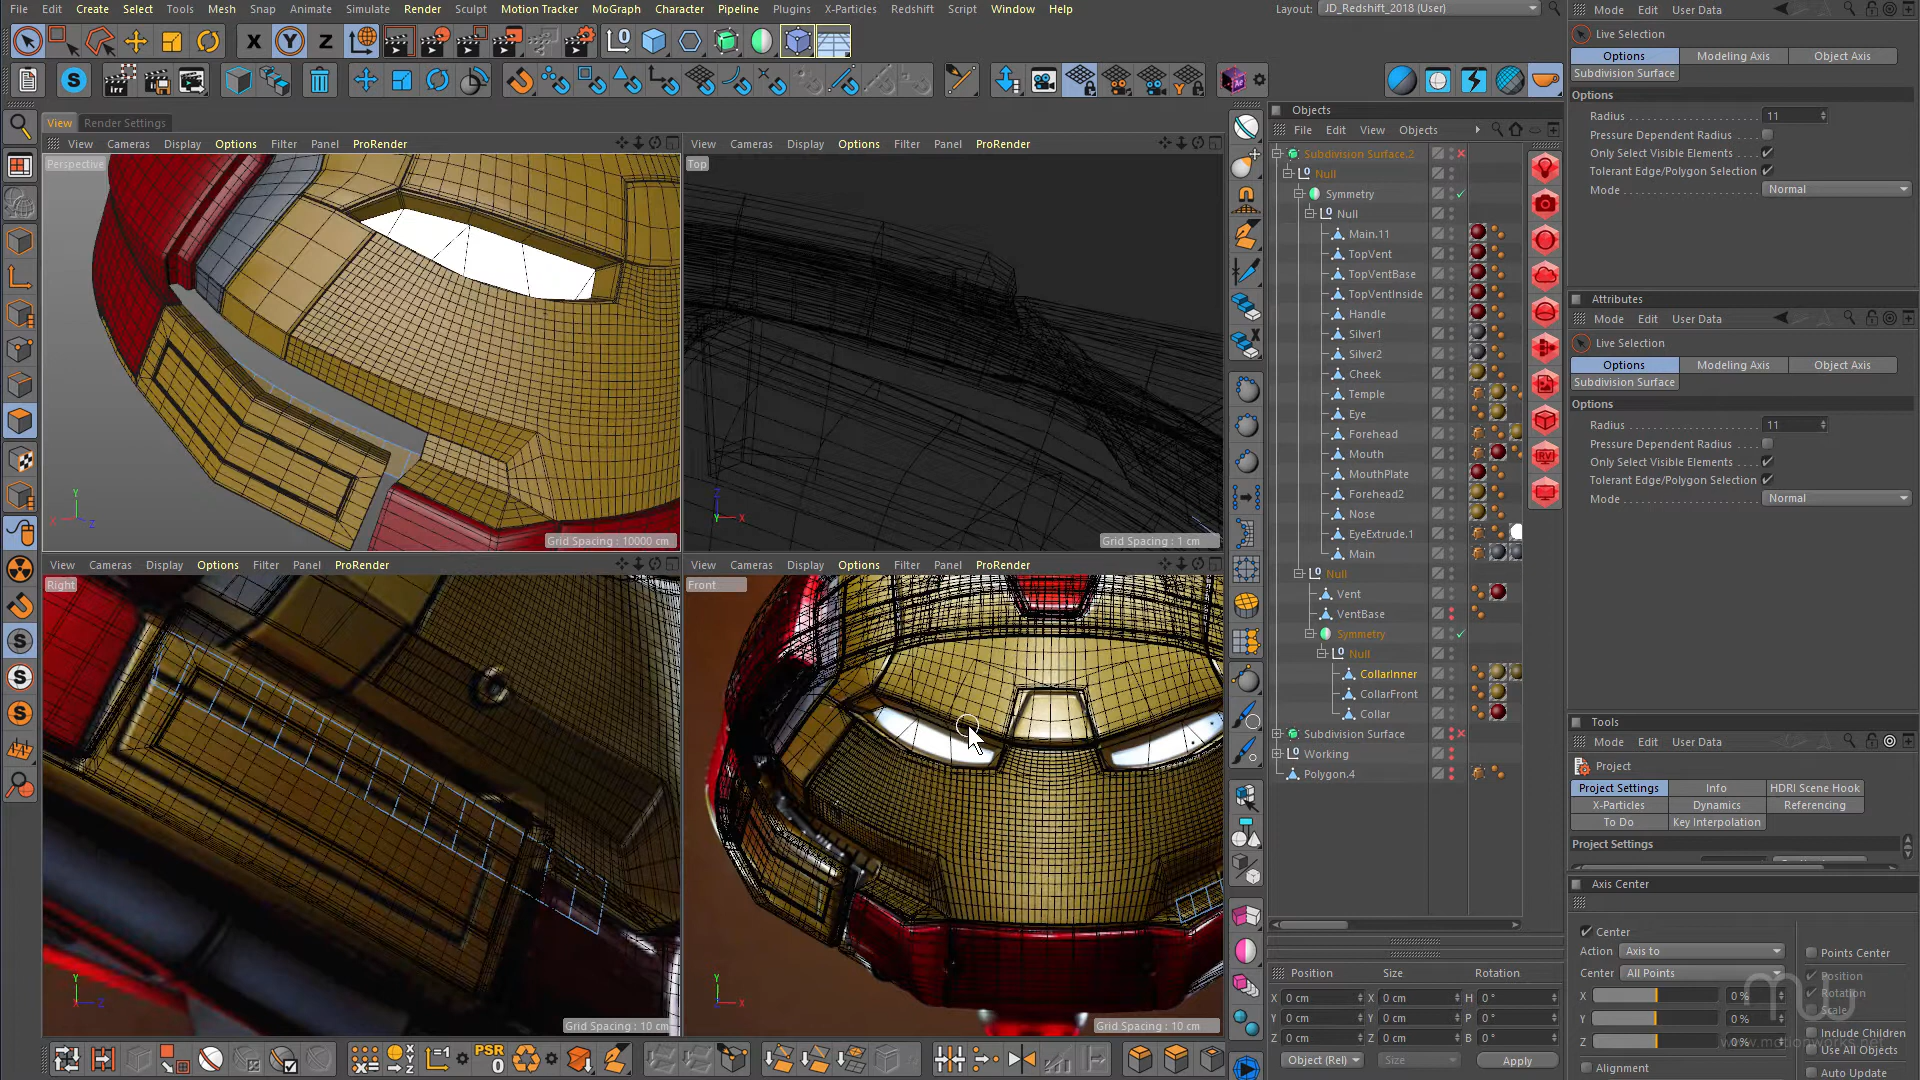 File Edit Create Select Tools Mesh Snap Animate Simulate Render Sculpt Motion Tracker MoGraph Character Pipeline Plugins X-Particles Redshift Script Window Help
Layout: JD_Redshift_2018 (User)
Mode Edit User Data
Live Selection
Options Modeling Axis Object Axis
Subdivision Surface
Options
Radius 11
Pressure Dependent Radius
Only Select Visible Elements
Tolerant Edge/Polygon Selection
Mode Normal
Attributes
Mode Edit User Data
Live Selection
Options Modeling Axis Object Axis
Subdivision Surface
Options
Radius 11
Pressure Dependent Radius
Only Select Visible Elements
Tolerant Edge/Polygon Selection
Mode Normal
Tools
Mode Edit User Data
Project
Project Settings Info HDRI Scene Hook
X-Particles Dynamics Referencing
To Do Key Interpolation
Project Settings
Axis Center
Center
Action Axis to
Center All Points
X 0 %
Y 0 %
Z 0 %
Points Center
Position
Rotation
Scale
Include Children
Use All Objects
Auto Update
Alignment
www.motionworks.net
X Y Z
View Render Settings
View Cameras Display Options Filter Panel ProRender
Perspective
Grid Spacing : 10000 cm
View Cameras Display Options Filter Panel ProRender
Top
Grid Spacing : 1 cm
View Cameras Display Options Filter Panel ProRender
Right
Grid Spacing : 10 cm
View Cameras Display Options Filter Panel ProRender
Front
Grid Spacing : 10 cm
Objects
File Edit View Objects
Subdivision Surface.2
Null
Symmetry
Null
Main.11
TopVent
TopVentBase
TopVentInside
Handle
Silver1
Silver2
Cheek
Temple
Eye
Forehead
Mouth
MouthPlate
Forehead2
Nose
EyeExtrude.1
Main
Null
Vent
VentBase
Symmetry
Null
CollarInner
CollarFront
Collar
Subdivision Surface
Working
Polygon.4
Position Size Rotation
X 0 cm X 0 cm H 0 °
Y 0 cm Y 0 cm P 0 °
Z 0 cm Z 0 cm B 0 °
Object (Rel) Size Apply
PSR
0